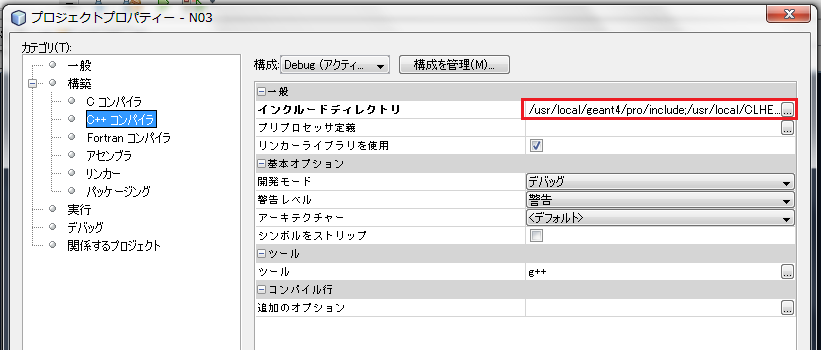 プロジェクトプロパティー - N03
カテゴリ(T):
一般
構築
C コンパイラ
C++ コンパイラ
Fortran コンパイラ
アセンブラ
リンカー
パッケージング
実行
デバッグ
関係するプロジェクト
構成: Debug (アクティ... 構成を管理(M)...
一般
インクルードディレクトリ /usr/local/geant4/pro/include;/usr/local/CLHE... ...
プリプロセッサ定義 ...
リンカーライブラリを使用
基本オプション
開発モード デバッグ
警告レベル 警告
アーキテクチャー <デフォルト>
シンボルをストリップ
ツール
ツール g++ ...
コンパイル行
追加のオプション ...